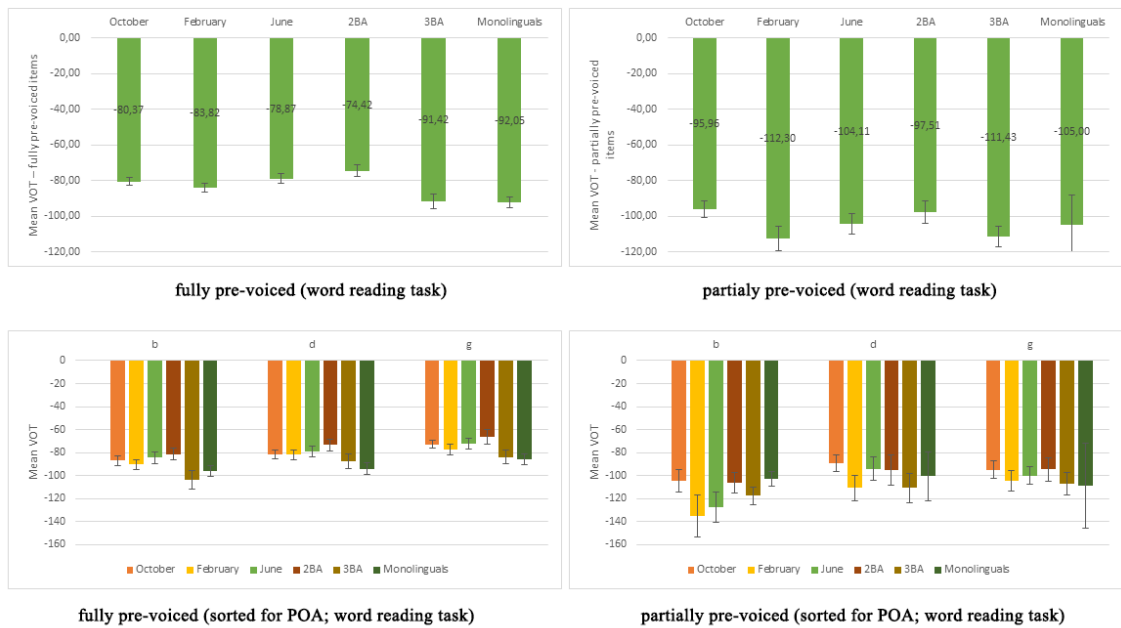 October February June 2BA 3BA Monolinguals
0,00
-20,00
-40,00
-60,00
-80,00
-100,00
-120,00
Mean VOT – fully pre-voiced items
-80,37 -83,82 -78,87 -74,42 -91,42 -92,05
fully pre-voiced (word reading task)
October February June 2BA 3BA Monolinguals
0,00
-20,00
-40,00
-60,00
-80,00
-100,00
-120,00
Mean VOT - partially pre-voiced
items
-95,96 -112,30 -104,11 -97,51 -111,43 -105,00
partialy pre-voiced (word reading task)
b d g
0
-20
-40
-60
-80
-100
-120
-140
-160
Mean VOT
October February June 2BA 3BA Monolinguals
fully pre-voiced (sorted for POA; word reading task)
b d g
0
-20
-40
-60
-80
-100
-120
-140
-160
Mean VOT
October February June 2BA 3BA Monolinguals
partially pre-voiced (sorted for POA; word reading task)